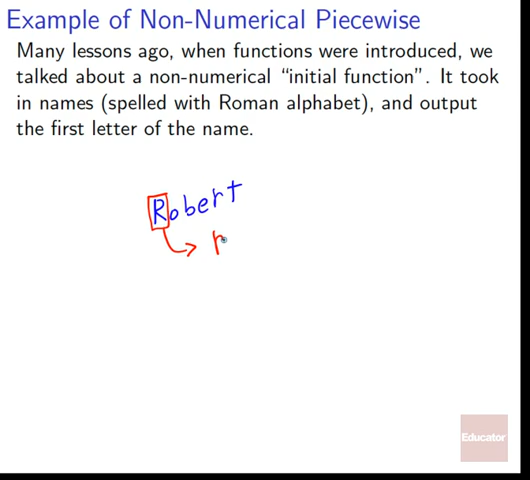 Example of Non-Numerical Piecewise
Many lessons ago, when functions were introduced, we
talked about a non-numerical “initial function”. It took
in names (spelled with Roman alphabet), and output
the first letter of the name.
Robert
r
Educator